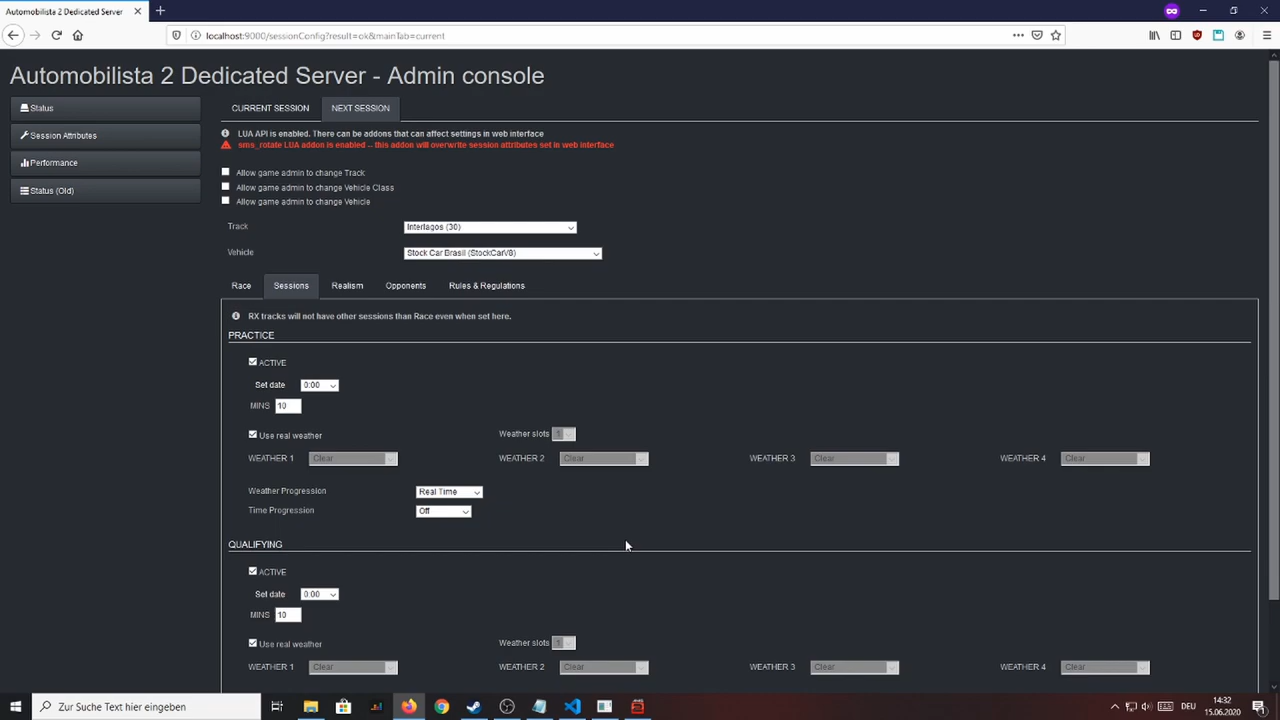 Automobilista 2 Dedicated Server
localhost:9000/sessionConfig?result=ok&mainTab=current
Automobilista 2 Dedicated Server - Admin console
Status
Session Attributes
Performance
Status (Old)
CURRENT SESSION
NEXT SESSION
LUA API is enabled. There can be addons that can affect settings in web interface
sms_rotate LUA addon is enabled -- this addon will overwrite session attributes set in web interface
Allow game admin to change Track
Allow game admin to change Vehicle Class
Allow game admin to change Vehicle
Track Interlagos (30)
Vehicle Stock Car Brasil (StockCarV8)
Race Sessions Realism Opponents Rules & Regulations
RX tracks will not have other sessions than Race even when set here.
PRACTICE
ACTIVE
Set date 0:00
MINS 10
Use real weather Weather slots 1
WEATHER 1 Clear WEATHER 2 Clear WEATHER 3 Clear WEATHER 4 Clear
Weather Progression Real Time
Time Progression Off
QUALIFYING
ACTIVE
Set date 0:00
MINS 10
Use real weather Weather slots 1
WEATHER 1 Clear WEATHER 2 Clear WEATHER 3 Clear WEATHER 4 Clear
Zur Suche Text hier eingeben
DEU
14:32
15.06.2020